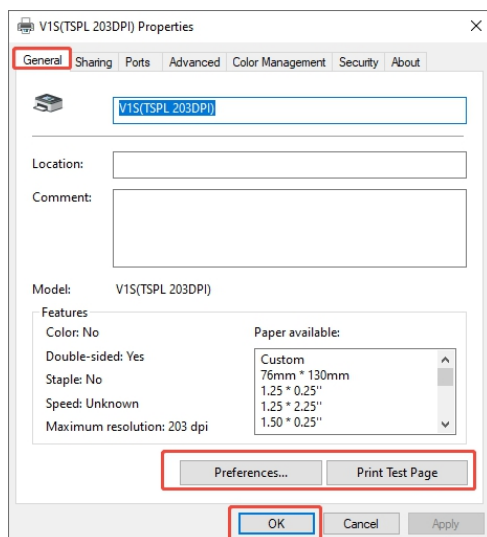 V1S(TSPL 203DPI) Properties
General Sharing Ports Advanced Color Management Security About
V1S(TSPL 203DPI)
Location:
Comment:
Model: V1S(TSPL 203DPI)
Features
Color: No Paper available:
Double-sided: Yes Custom
Staple: No 76mm * 130mm
1.25 * 0.25''
Speed: Unknown 1.25 * 2.25''
Maximum resolution: 203 dpi 1.50 * 0.25''
Preferences... Print Test Page
OK Cancel Apply